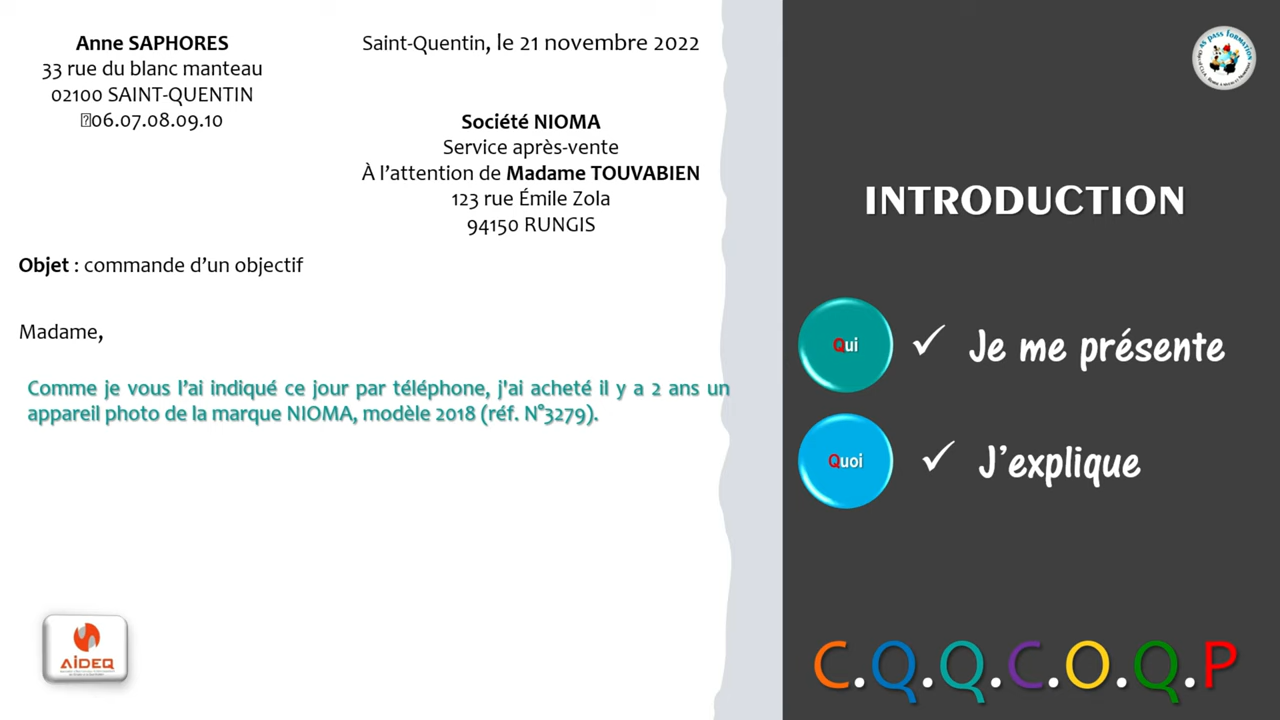 Anne SAPHORES
33 rue du blanc manteau
02100 SAINT-QUENTIN
06.07.08.09.10
Saint-Quentin, le 21 novembre 2022
Société NIOMA
Service après-vente
À l'attention de Madame TOUVABIEN
123 rue Émile Zola
94150 RUNGIS
Objet : commande d'un objectif
Madame,
Comme je vous l'ai indiqué ce jour par téléphone, j'ai acheté il y a 2 ans un
appareil photo de la marque NIOMA, modèle 2018 (réf. N°3279).
AiDEQ
AS PASS FORMATION
INTRODUCTION
Qui
✓ Je me présente
Quoi
✓ J'explique
C.Q.Q.C.O.Q.P